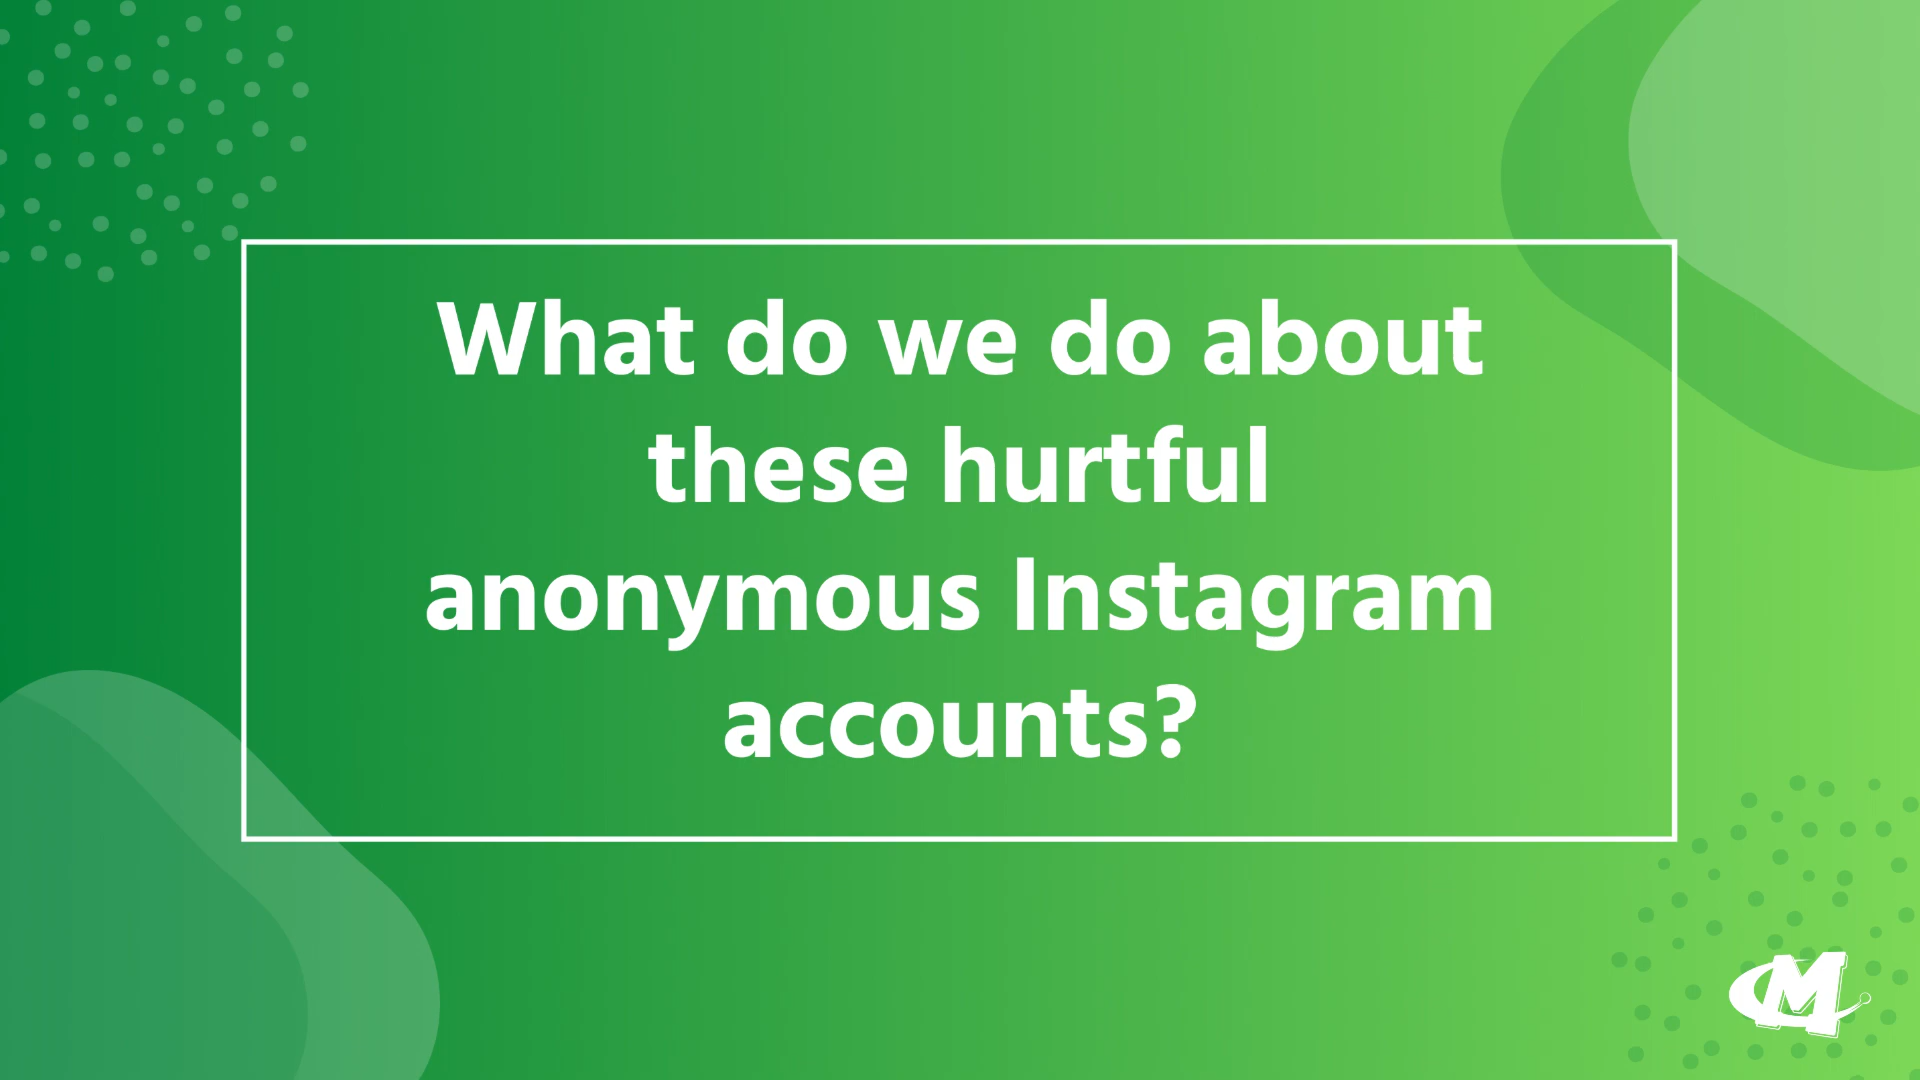 What do we do about
these hurtful
anonymous Instagram
accounts?
M